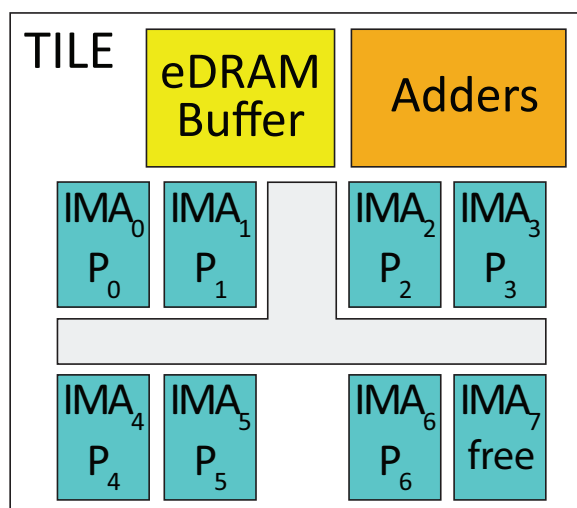 TILE
eDRAM
Buffer
Adders
IMA₀
P₀
IMA₁
P₁
IMA₂
P₂
IMA₃
P₃
IMA₄
P₄
IMA₅
P₅
IMA₆
P₆
IMA₇
free